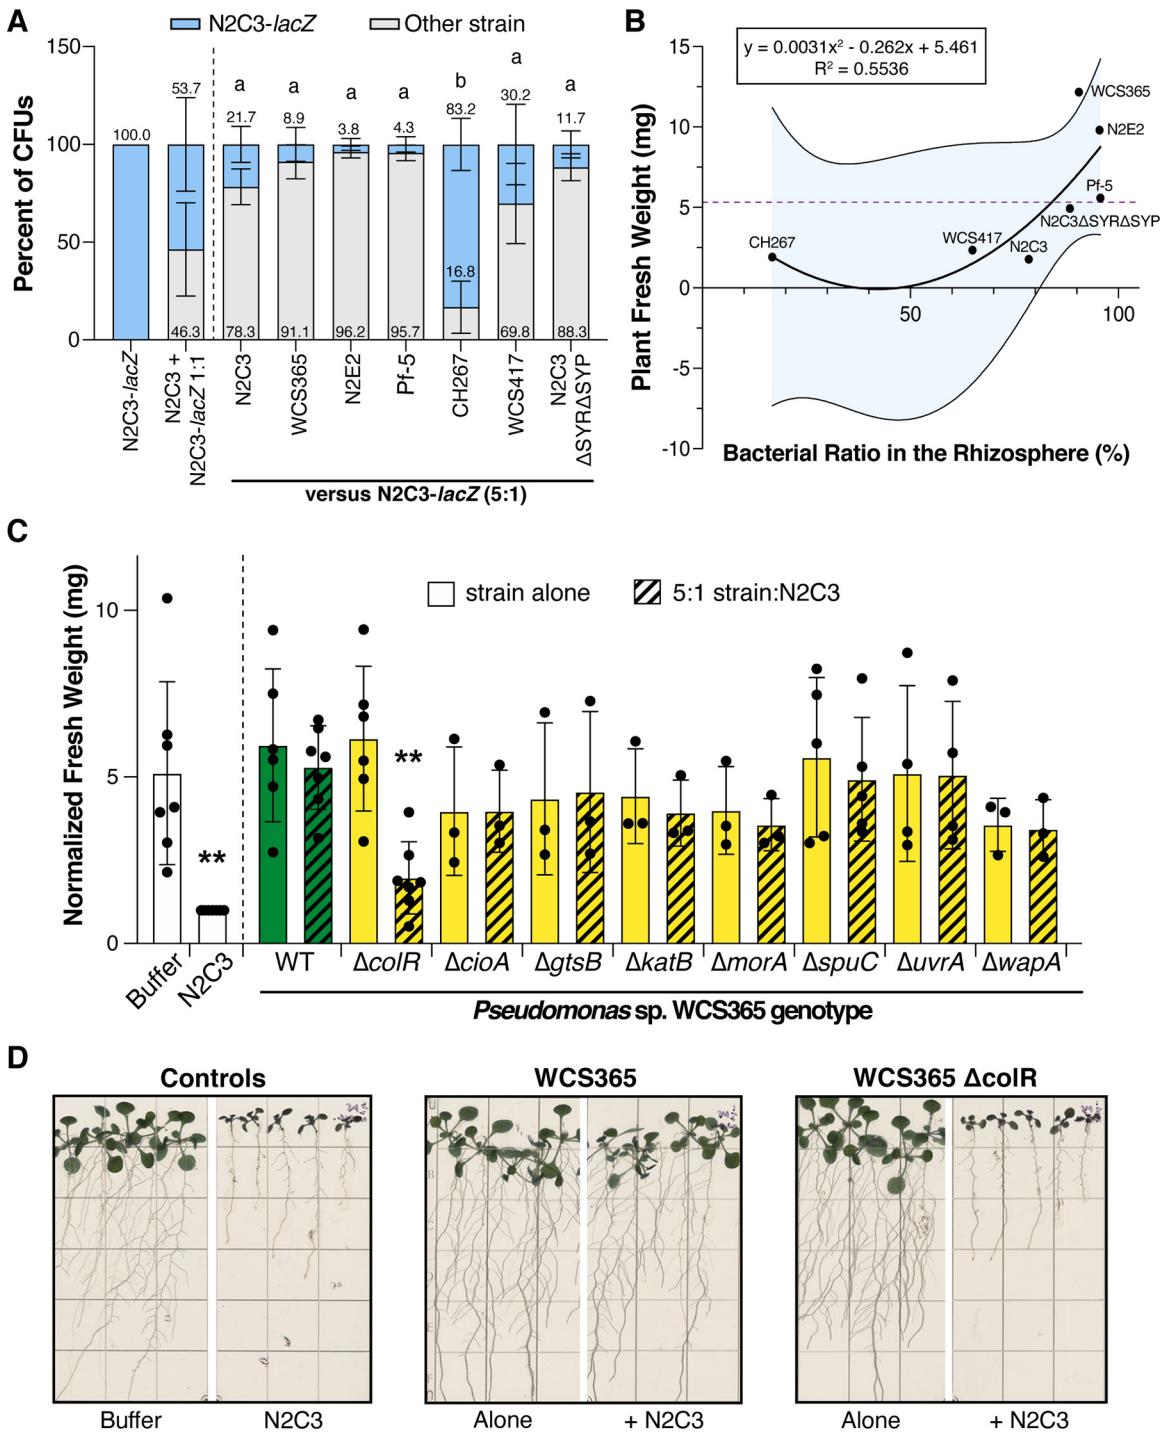 A
N2C3-lacZ
Other strain
Percent of CFUs
150
100
50
0
100.0
53.7
46.3
a
21.7
78.3
a
8.9
91.1
a
3.8
96.2
a
4.3
95.7
b
83.2
16.8
a
30.2
69.8
a
11.7
88.3
N2C3-lacZ
N2C3 +
N2C3-lacZ 1:1
N2C3
WCS365
N2E2
Pf-5
CH267
WCS417
N2C3
ΔSYRΔSYP
versus N2C3-lacZ (5:1)
B
y = 0.0031x² - 0.262x + 5.461
R² = 0.5536
Plant Fresh Weight (mg)
15
10
5
0
-5
-10
50
100
WCS365
N2E2
Pf-5
N2C3ΔSYRΔSYP
CH267
WCS417
N2C3
Bacterial Ratio in the Rhizosphere (%)
C
strain alone
5:1 strain:N2C3
Normalized Fresh Weight (mg)
10
5
0
**
**
Buffer
N2C3
WT
ΔcolR
ΔcioA
ΔgtsB
ΔkatB
ΔmorA
ΔspuC
ΔuvrA
ΔwapA
Pseudomonas sp. WCS365 genotype
D
Controls
WCS365
WCS365 ΔcolR
Buffer
N2C3
Alone
+ N2C3
Alone
+ N2C3